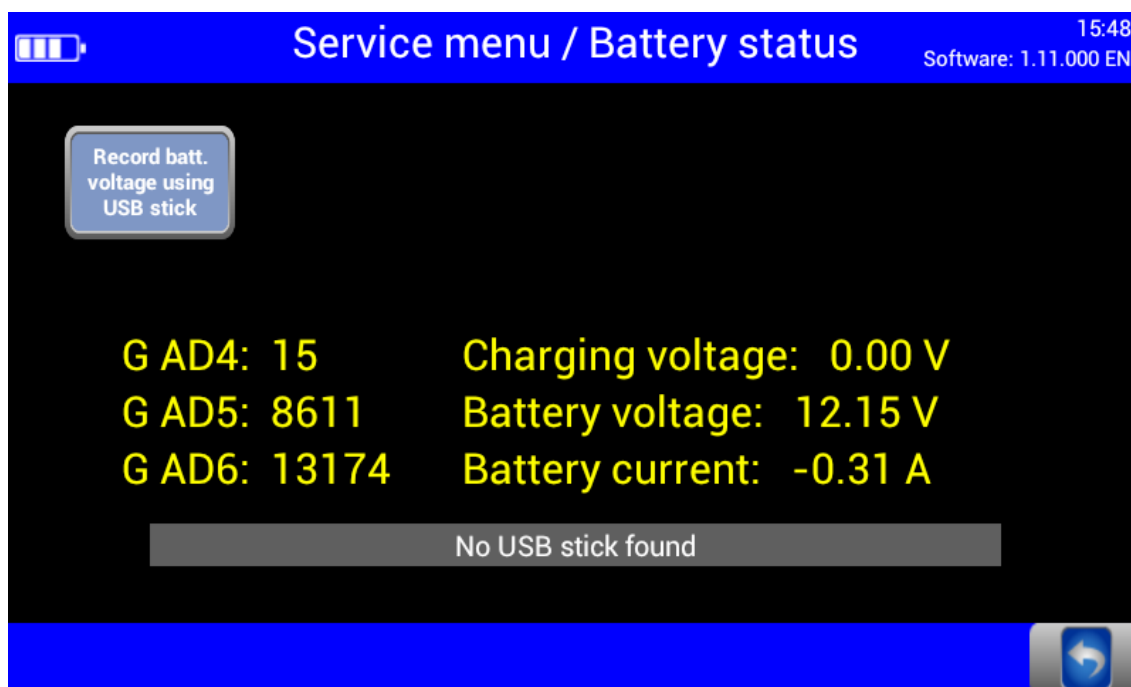 Service menu / Battery status
15:48
Software: 1.11.000 EN
Record batt.
voltage using
USB stick
G AD4: 15 Charging voltage: 0.00 V
G AD5: 8611 Battery voltage: 12.15 V
G AD6: 13174 Battery current: -0.31 A
No USB stick found